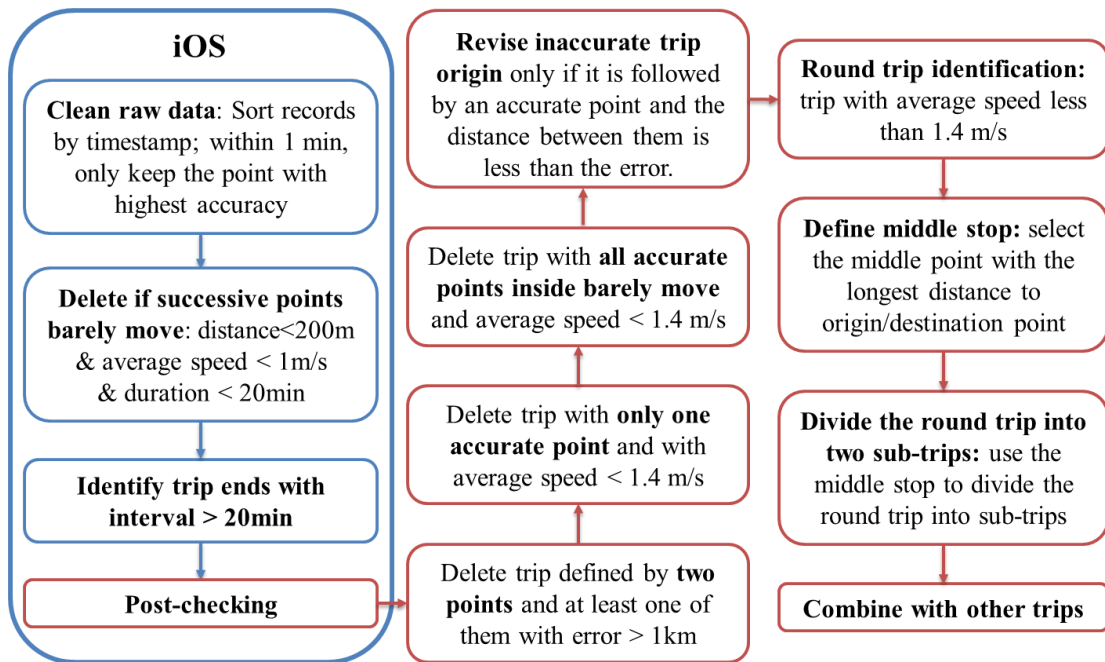 iOS
Clean raw data: Sort records
by timestamp; within 1 min,
only keep the point with
highest accuracy
Delete if successive points
barely move: distance<200m
& average speed < 1m/s
& duration < 20min
Identify trip ends with
interval > 20min
Post-checking
Delete trip defined by two
points and at least one of
them with error > 1km
Delete trip with only one
accurate point and with
average speed < 1.4 m/s
Delete trip with all accurate
points inside barely move
and average speed < 1.4 m/s
Revise inaccurate trip
origin only if it is followed
by an accurate point and the
distance between them is
less than the error.
Round trip identification:
trip with average speed less
than 1.4 m/s
Define middle stop: select
the middle point with the
longest distance to
origin/destination point
Divide the round trip into
two sub-trips: use the
middle stop to divide the
round trip into sub-trips
Combine with other trips